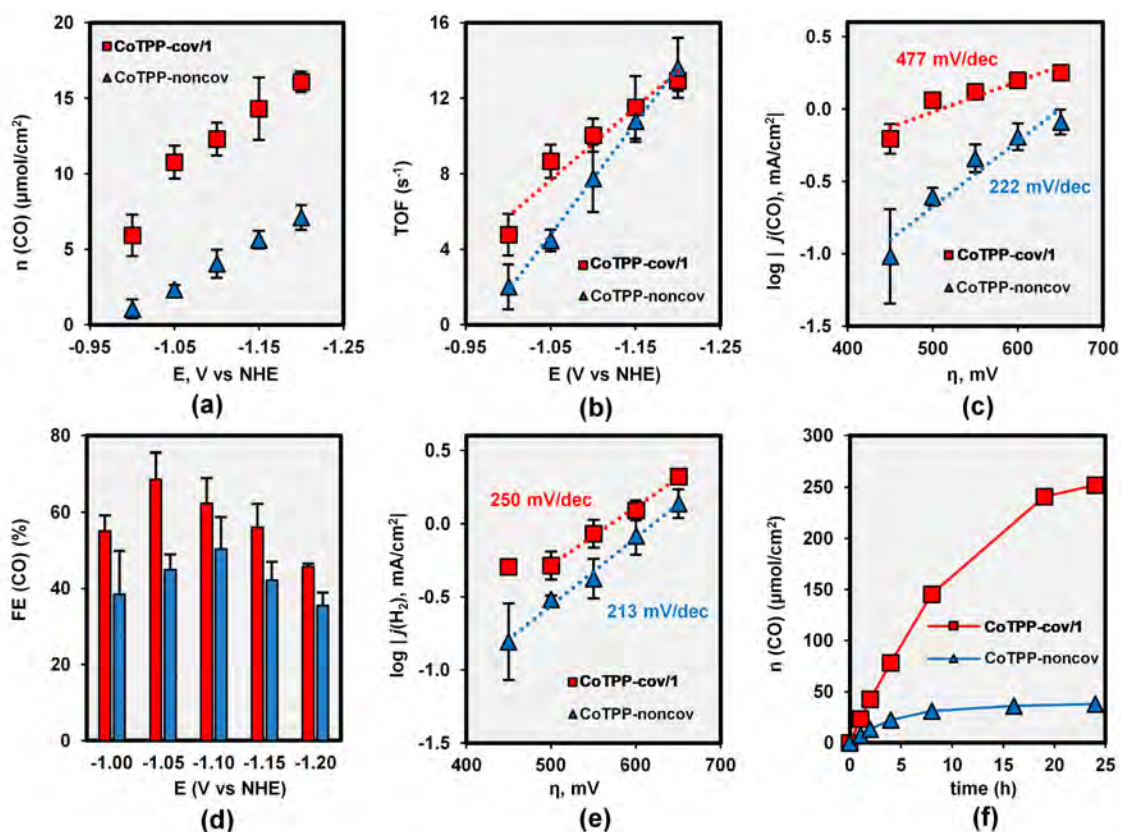 20
15
10
5
0
n (CO) (µmol/cm²)
CoTPP-cov/1
CoTPP-noncov
-0.95 -1.05 -1.15 -1.25
E, V vs NHE
(a)
16
12
8
4
0
TOF (s⁻¹)
CoTPP-cov/1
CoTPP-noncov
-0.95 -1.05 -1.15 -1.25
E (V vs NHE)
(b)
0.5
0.0
-0.5
-1.0
-1.5
log | j(CO), mA/cm²|
477 mV/dec
222 mV/dec
CoTPP-cov/1
CoTPP-noncov
400 500 600 700
η, mV
(c)
80
60
40
20
0
FE (CO) (%)
-1.00 -1.05 -1.10 -1.15 -1.20
E (V vs NHE)
(d)
0.5
0.0
-0.5
-1.0
-1.5
log | j(H₂), mA/cm²|
250 mV/dec
213 mV/dec
CoTPP-cov/1
CoTPP-noncov
400 500 600 700
η, mV
(e)
300
250
200
150
100
50
0
n (CO) (µmol/cm²)
CoTPP-cov/1
CoTPP-noncov
0 5 10 15 20 25
time (h)
(f)